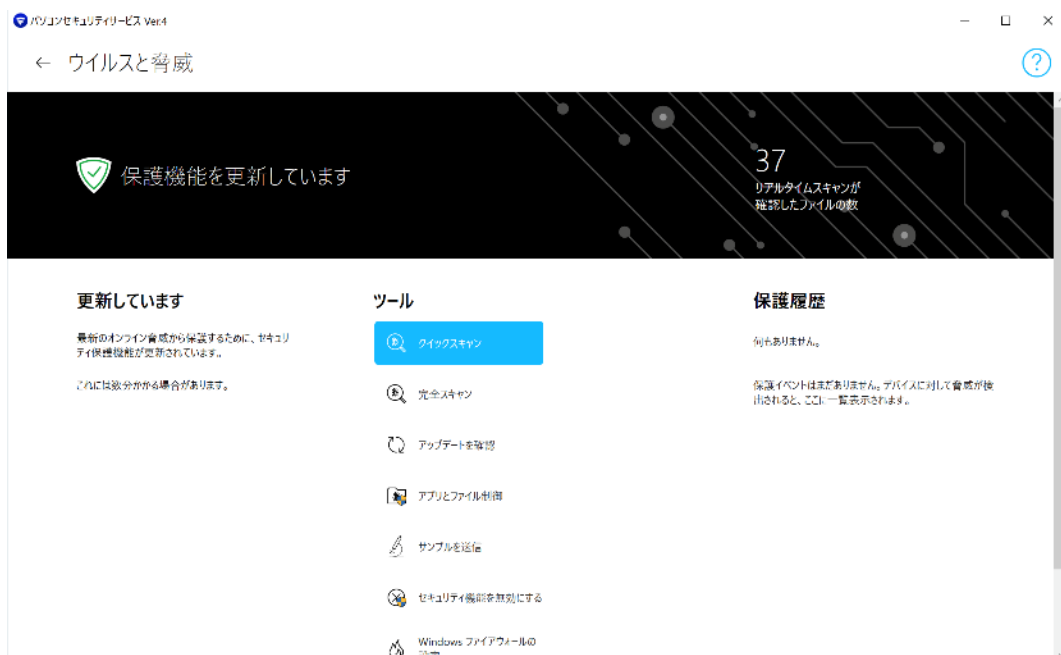 パソコンセキュリティサービス Ver.4
ウイルスと脅威
?
保護機能を更新しています
37
リアルタイムスキャンが
確認したファイルの数
更新しています
最新のオンライン脅威から保護するために、セキュリ
ティ保護機能が更新されています。
これには数分かかる場合があります。
ツール
クイックスキャン
完全スキャン
アップデートを確認
アプリとファイル制御
サンプルを送信
セキュリティ機能を無効にする
Windows ファイアウォールの
保護履歴
何もありません。
保護イベントはまだありません。デバイスに対して脅威が検
出されると、ここに一覧表示されます。